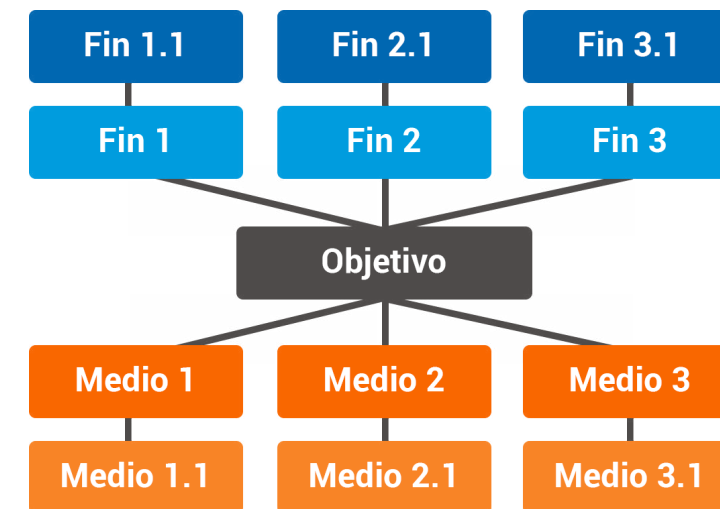 Fin 1.1
Fin 2.1
Fin 3.1
Fin 1
Fin 2
Fin 3
Objetivo
Medio 1
Medio 2
Medio 3
Medio 1.1
Medio 2.1
Medio 3.1